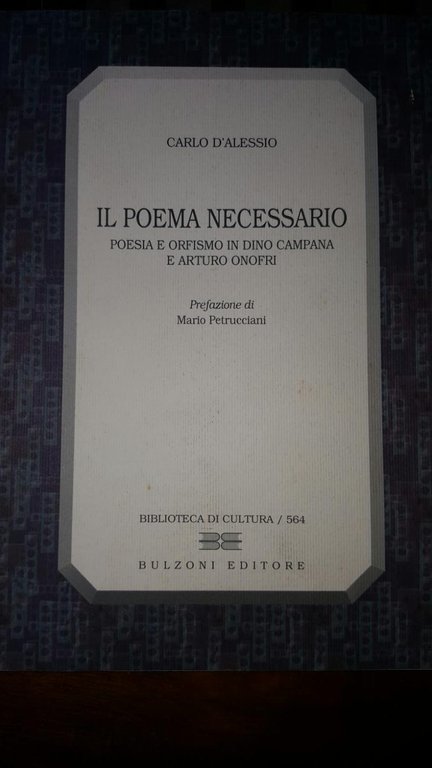 CARLO D'ALESSIO
IL POEMA NECESSARIO
POESIA E ORFISMO IN DINO CAMPANA
E ARTURO ONOFRI
Prefazione di
Mario Petrucciani
BIBLIOTECA DI CULTURA / 564
BE
BULZONI EDITORE